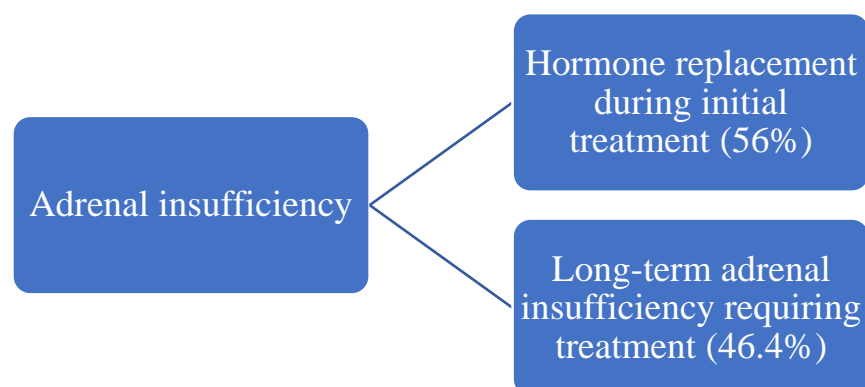 Adrenal insufficiency
Hormone replacement
during initial
treatment (56%)
Long-term adrenal
insufficiency requiring
treatment (46.4%)